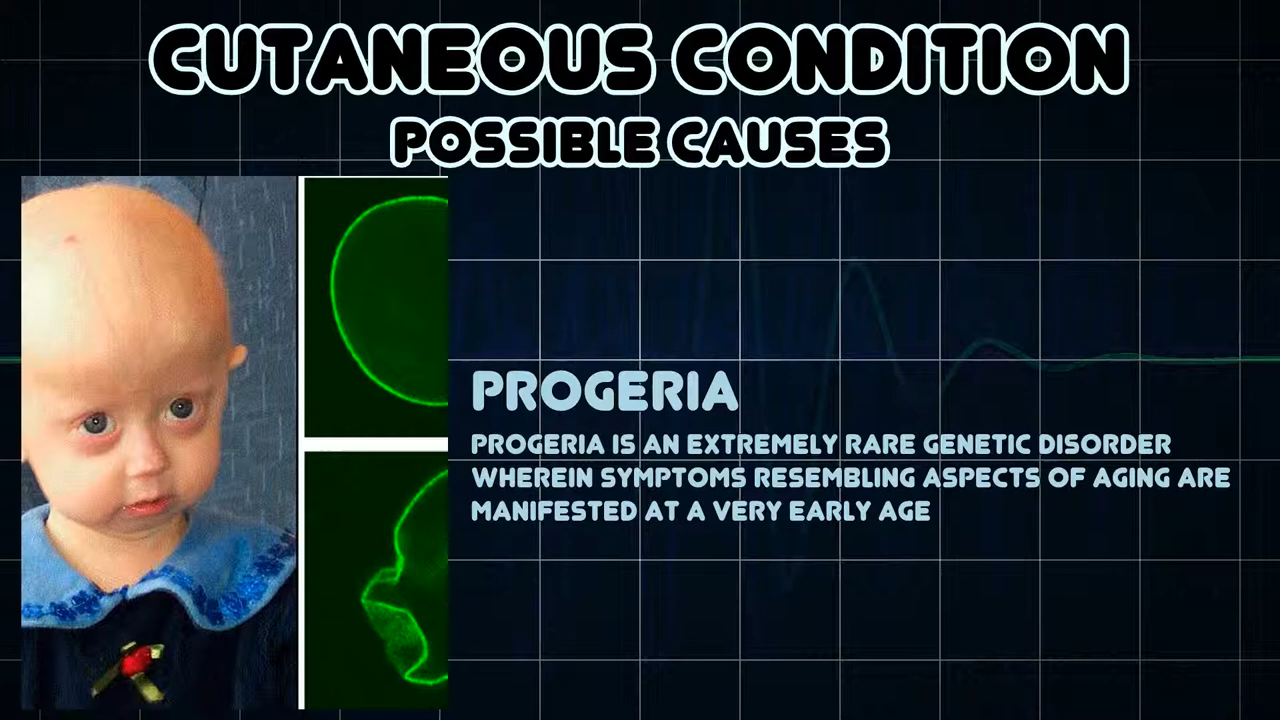 CUTANEOUS CONDITION
POSSIBLE CAUSES
PROGERIA
PROGERIA IS AN EXTREMELY RARE GENETIC DISORDER
WHEREIN SYMPTOMS RESEMBLING ASPECTS OF AGING ARE
MANIFESTED AT A VERY EARLY AGE